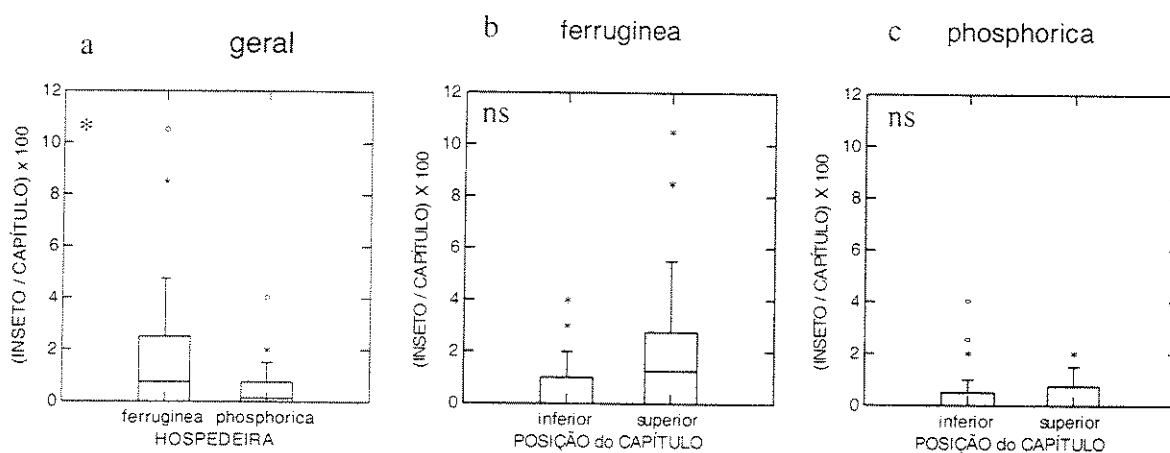 a geral
(INSETO / CAPÍTULO) x 100
12
10
8
6
4
2
0
*
ferruginea phosphorica
HOSPEDEIRA
b ferruginea
(INSETO / CAPÍTULO) X 100
12
10
8
6
4
2
0
ns
inferior superior
POSIÇÃO do CAPÍTULO
c phosphorica
(INSETO / CAPÍTULO) X 100
12
10
8
6
4
2
0
ns
inferior superior
POSIÇÃO do CAPÍTULO